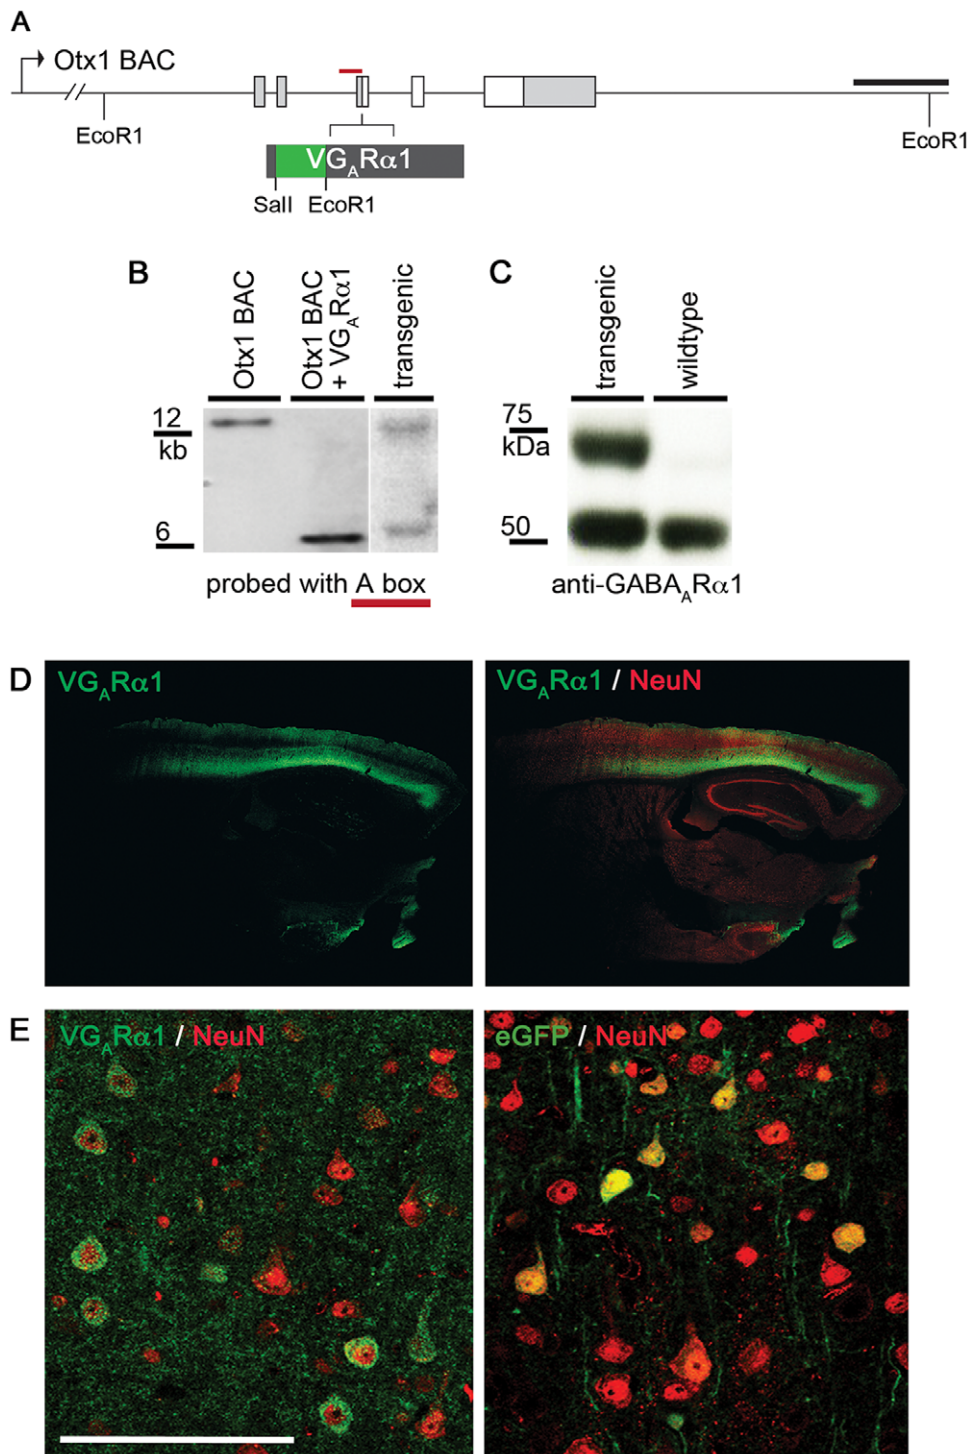 A
Otx1 BAC
EcoR1
EcoR1
VGARα1
SalI EcoR1
B
Otx1 BAC
Otx1 BAC
+ VGARα1
transgenic
12
kb
6
probed with A box
C
transgenic
wildtype
75
kDa
50
anti-GABAARα1
D
VGARα1
VGARα1 / NeuN
E
VGARα1 / NeuN
eGFP / NeuN